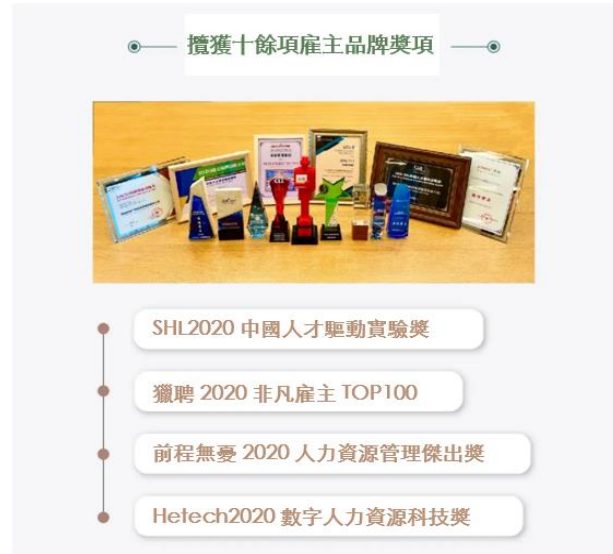 攬獲十餘項雇主品牌獎項
SHL2020 中國人才驅動實驗獎
獵聘 2020 非凡雇主 TOP100
前程無憂 2020 人力資源管理傑出獎
Hetech2020 數字人力資源科技獎